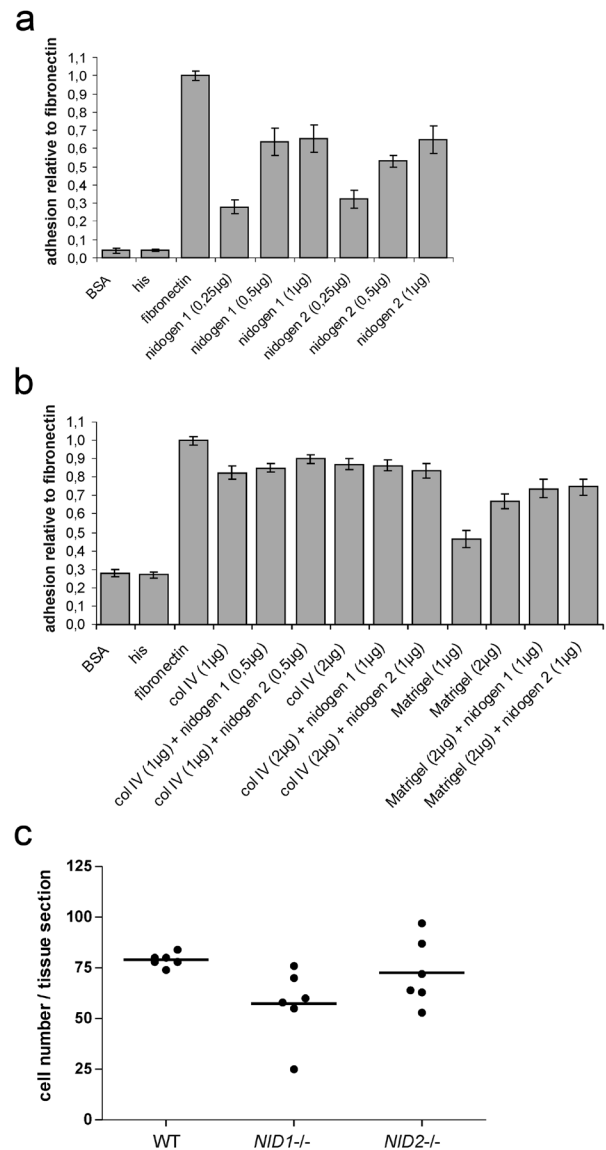 a
adhesion relative to fibronectin
1,1
1,0
0,9
0,8
0,7
0,6
0,5
0,4
0,3
0,2
0,1
0,0
BSA
his
fibronectin
nidogen 1 (0,25µg)
nidogen 1 (0,5µg)
nidogen 1 (1µg)
nidogen 2 (0,25µg)
nidogen 2 (0,5µg)
nidogen 2 (1µg)
b
adhesion relative to fibronectin
1,1
1,0
0,9
0,8
0,7
0,6
0,5
0,4
0,3
0,2
0,1
0,0
BSA
his
fibronectin
col IV (1µg)
col IV (1µg) + nidogen 1 (0,5µg)
col IV (1µg) + nidogen 2 (0,5µg)
col IV (2µg)
col IV (2µg) + nidogen 1 (1µg)
col IV (2µg) + nidogen 2 (1µg)
Matrigel (1µg)
Matrigel (2µg)
Matrigel (2µg) + nidogen 1 (1µg)
Matrigel (2µg) + nidogen 2 (1µg)
c
cell number / tissue section
125
100
75
50
25
0
WT
NID1-/-
NID2-/-